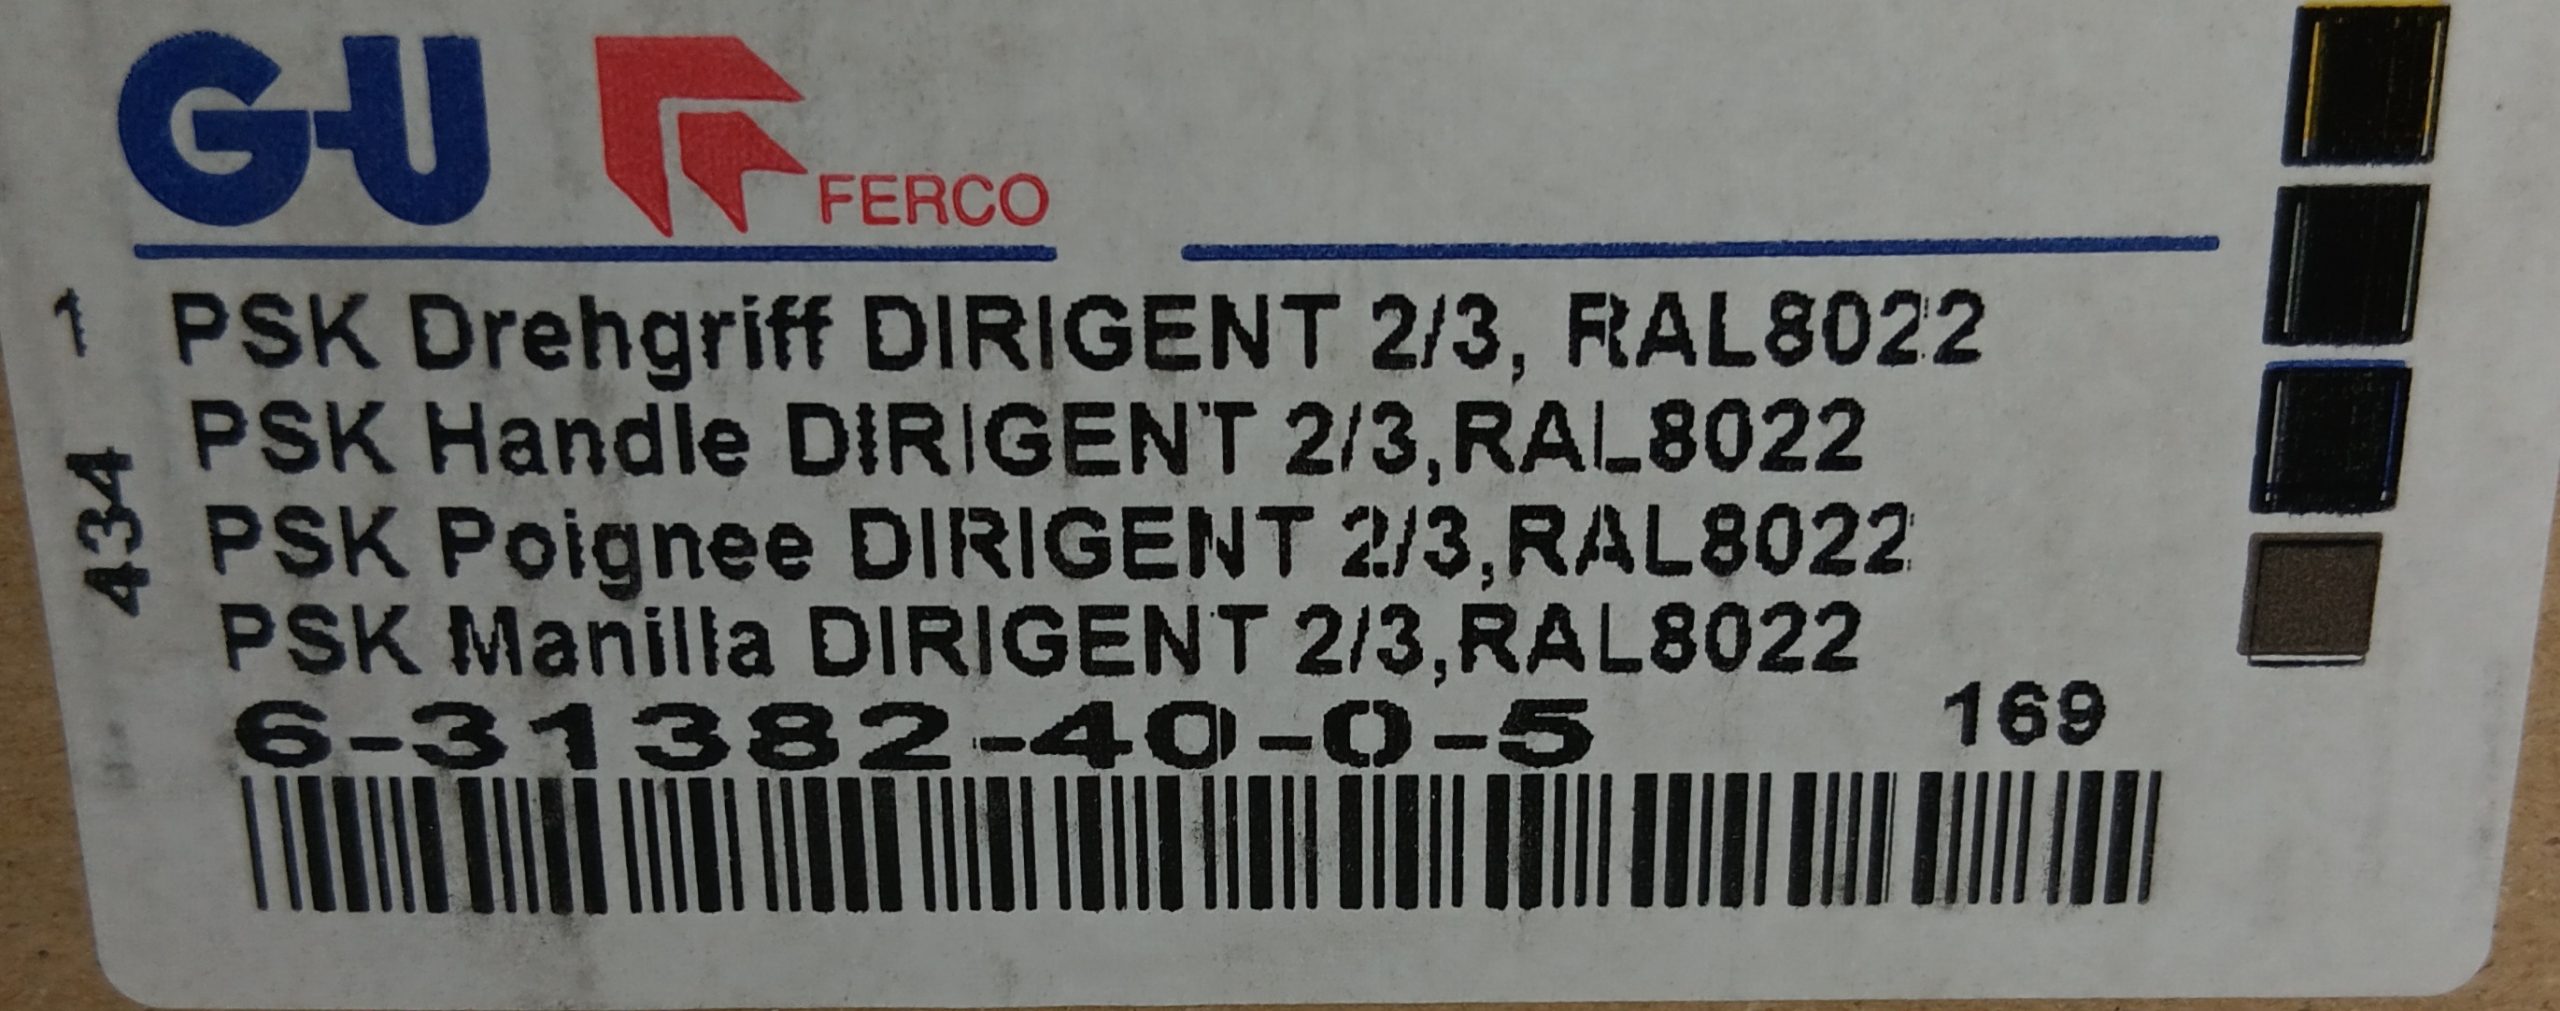 G-U FERCO
1 PSK Drehgriff DIRIGENT 2/3, RAL8022
PSK Handle DIRIGENT 2/3,RAL8022
434
PSK Poignee DIRIGENT 2/3,RAL8022
PSK Manilla DIRIGENT 2/3,RAL8022
6-31382-40-0-5 169